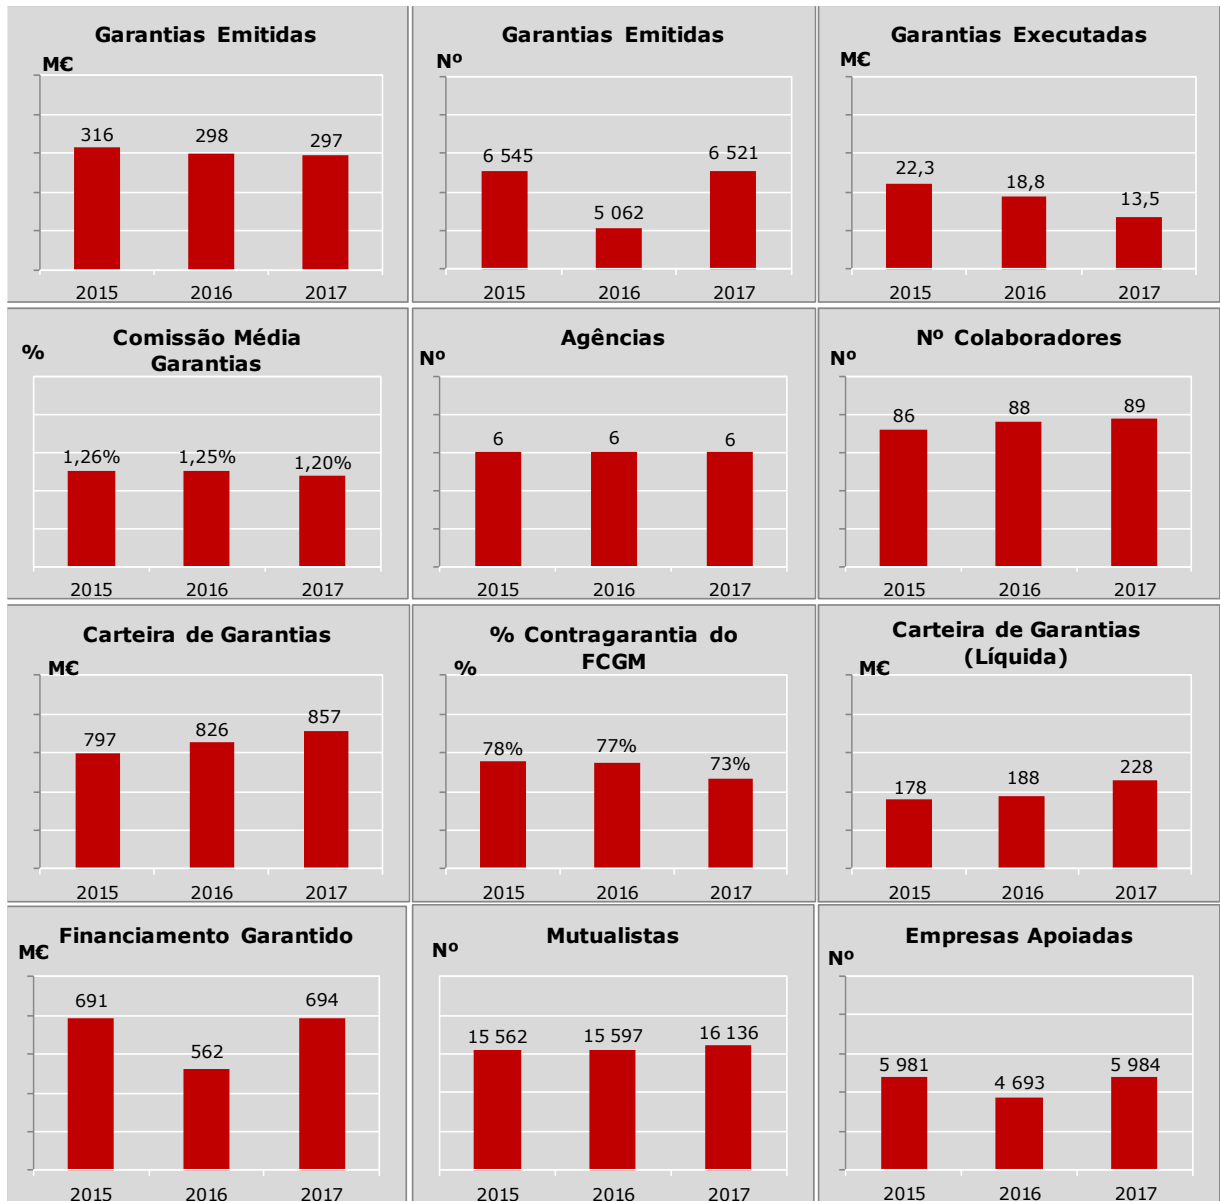 Garantias Emitidas
M€
316
298
297
2015 2016 2017
Garantias Emitidas
Nº
6 545
5 062
6 521
2015 2016 2017
Garantias Executadas
M€
22,3
18,8
13,5
2015 2016 2017
Comissão Média
Garantias
%
1,26% 1,25% 1,20%
2015 2016 2017
Agências
Nº
6 6 6
2015 2016 2017
Nº Colaboradores
Nº
86 88 89
2015 2016 2017
Carteira de Garantias
M€
797 826 857
2015 2016 2017
% Contragarantia do
FCGM
%
78% 77% 73%
2015 2016 2017
Carteira de Garantias
(Líquida)
M€
178 188 228
2015 2016 2017
Financiamento Garantido
M€
691
562
694
2015 2016 2017
Mutualistas
Nº
15 562 15 597 16 136
2015 2016 2017
Empresas Apoiadas
Nº
5 981
4 693
5 984
2015 2016 2017